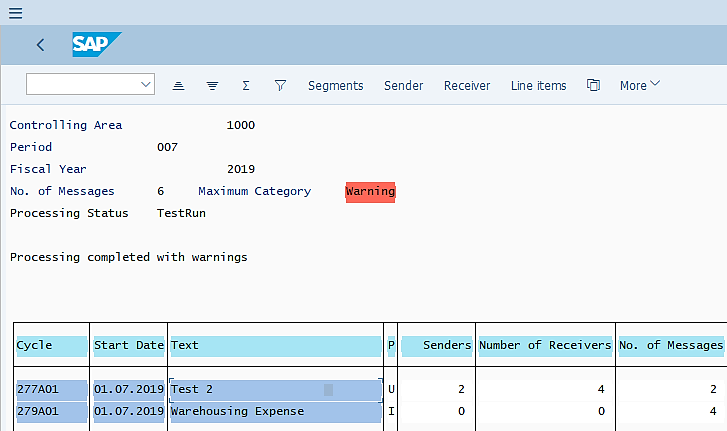 SAP
Segments Sender Receiver Line items More
Controlling Area 1000
Period 007
Fiscal Year 2019
No. of Messages 6 Maximum Category Warning
Processing Status TestRun
Processing completed with warnings
Cycle Start Date Text P Senders Number of Receivers No. of Messages
277A01 01.07.2019 Test 2 U 2 4 2
279A01 01.07.2019 Warehousing Expense I 0 0 4